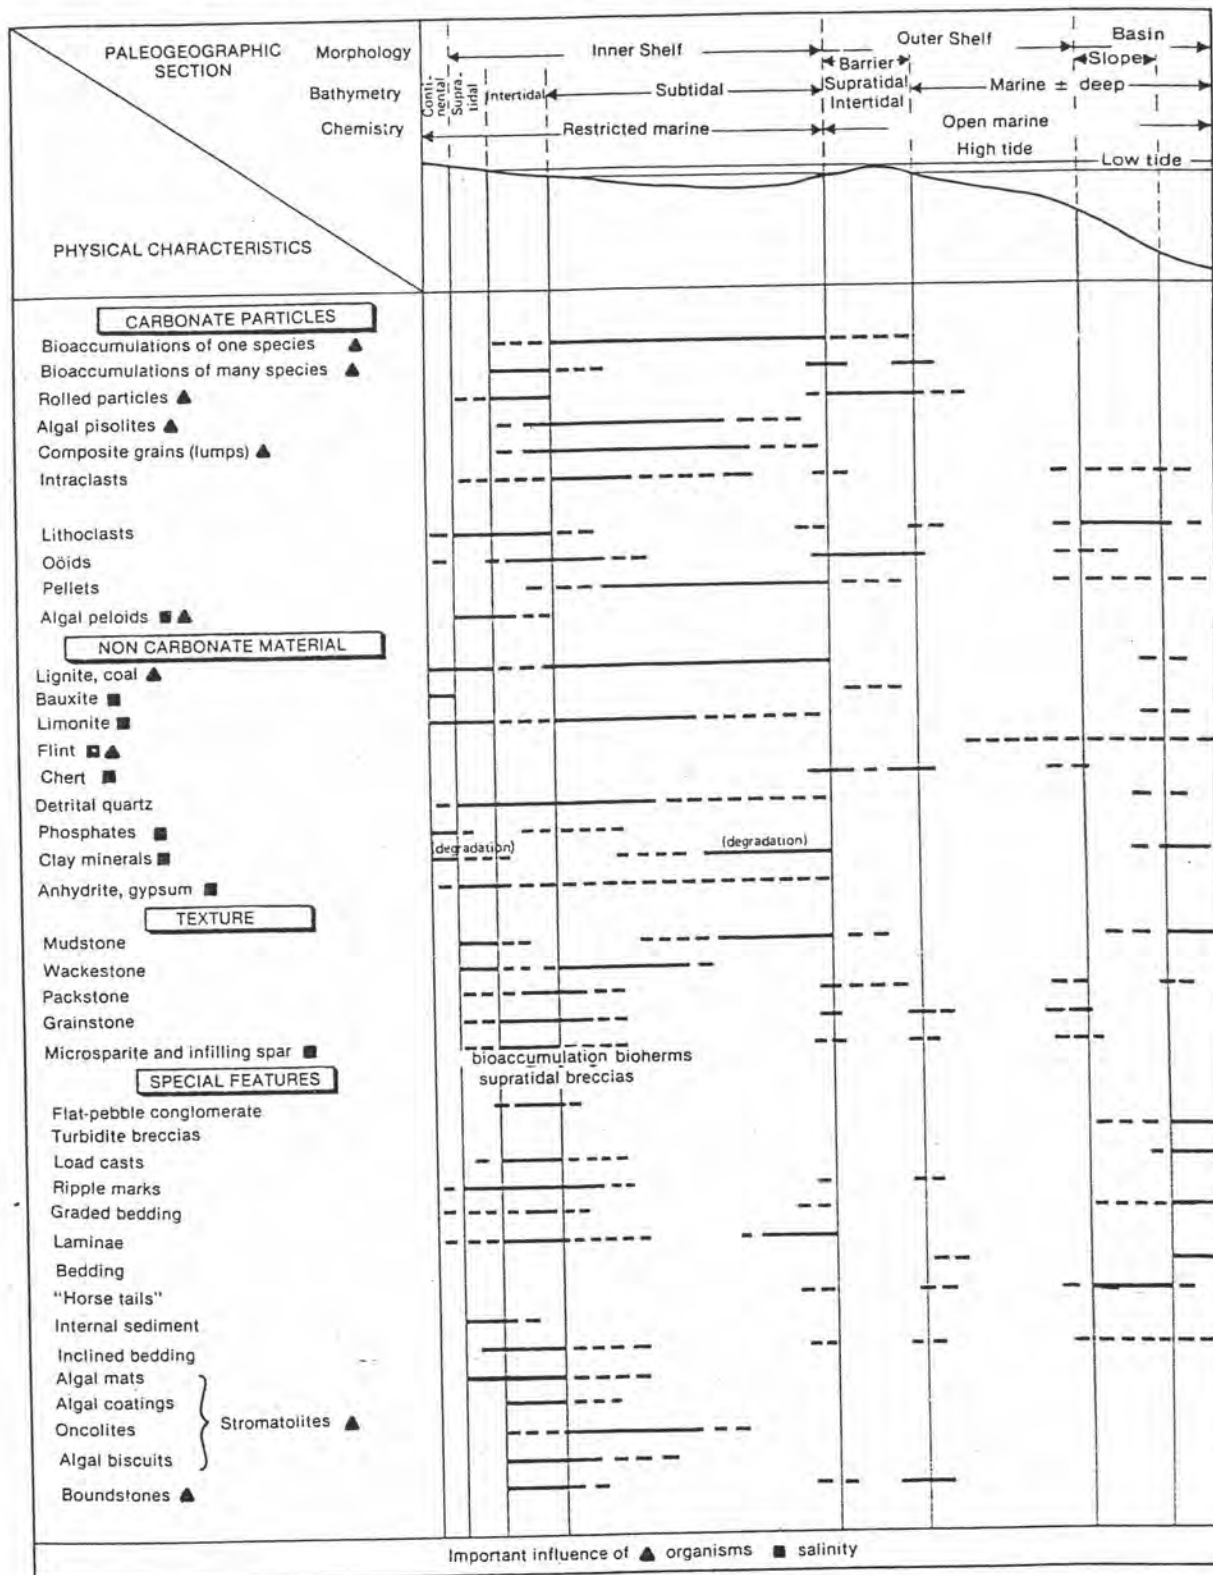 PALEOGEOGRAPHIC
SECTION
Morphology
Inner Shelf
Outer Shelf
Basin
Barrier
Slope
Bathymetry
Conti-
nental
Supra-
tidal
Intertidal
Subtidal
Supratidal
Intertidal
Marine ± deep
Chemistry
Restricted marine
Open marine
High tide
Low tide
PHYSICAL CHARACTERISTICS
CARBONATE PARTICLES
Bioaccumulations of one species ▲
Bioaccumulations of many species ▲
Rolled particles ▲
Algal pisolites ▲
Composite grains (lumps) ▲
Intraclasts
Lithoclasts
Oöids
Pellets
Algal peloids ■ ▲
NON CARBONATE MATERIAL
Lignite, coal ▲
Bauxite ■
Limonite ■
Flint ◘ ▲
Chert ■
Detrital quartz
Phosphates ■
(degradation) (degradation)
Clay minerals ■
Anhydrite, gypsum ■
TEXTURE
Mudstone
Wackestone
Packstone
Grainstone
Microsparite and infilling spar ■
bioaccumulation bioherms
supratidal breccias
SPECIAL FEATURES
Flat-pebble conglomerate
Turbidite breccias
Load casts
Ripple marks
Graded bedding
Laminae
Bedding
"Horse tails"
Internal sediment
Inclined bedding
Algal mats
Algal coatings
Stromatolites ▲
Oncolites
Algal biscuits
Boundstones ▲
Important influence of ▲ organisms ■ salinity